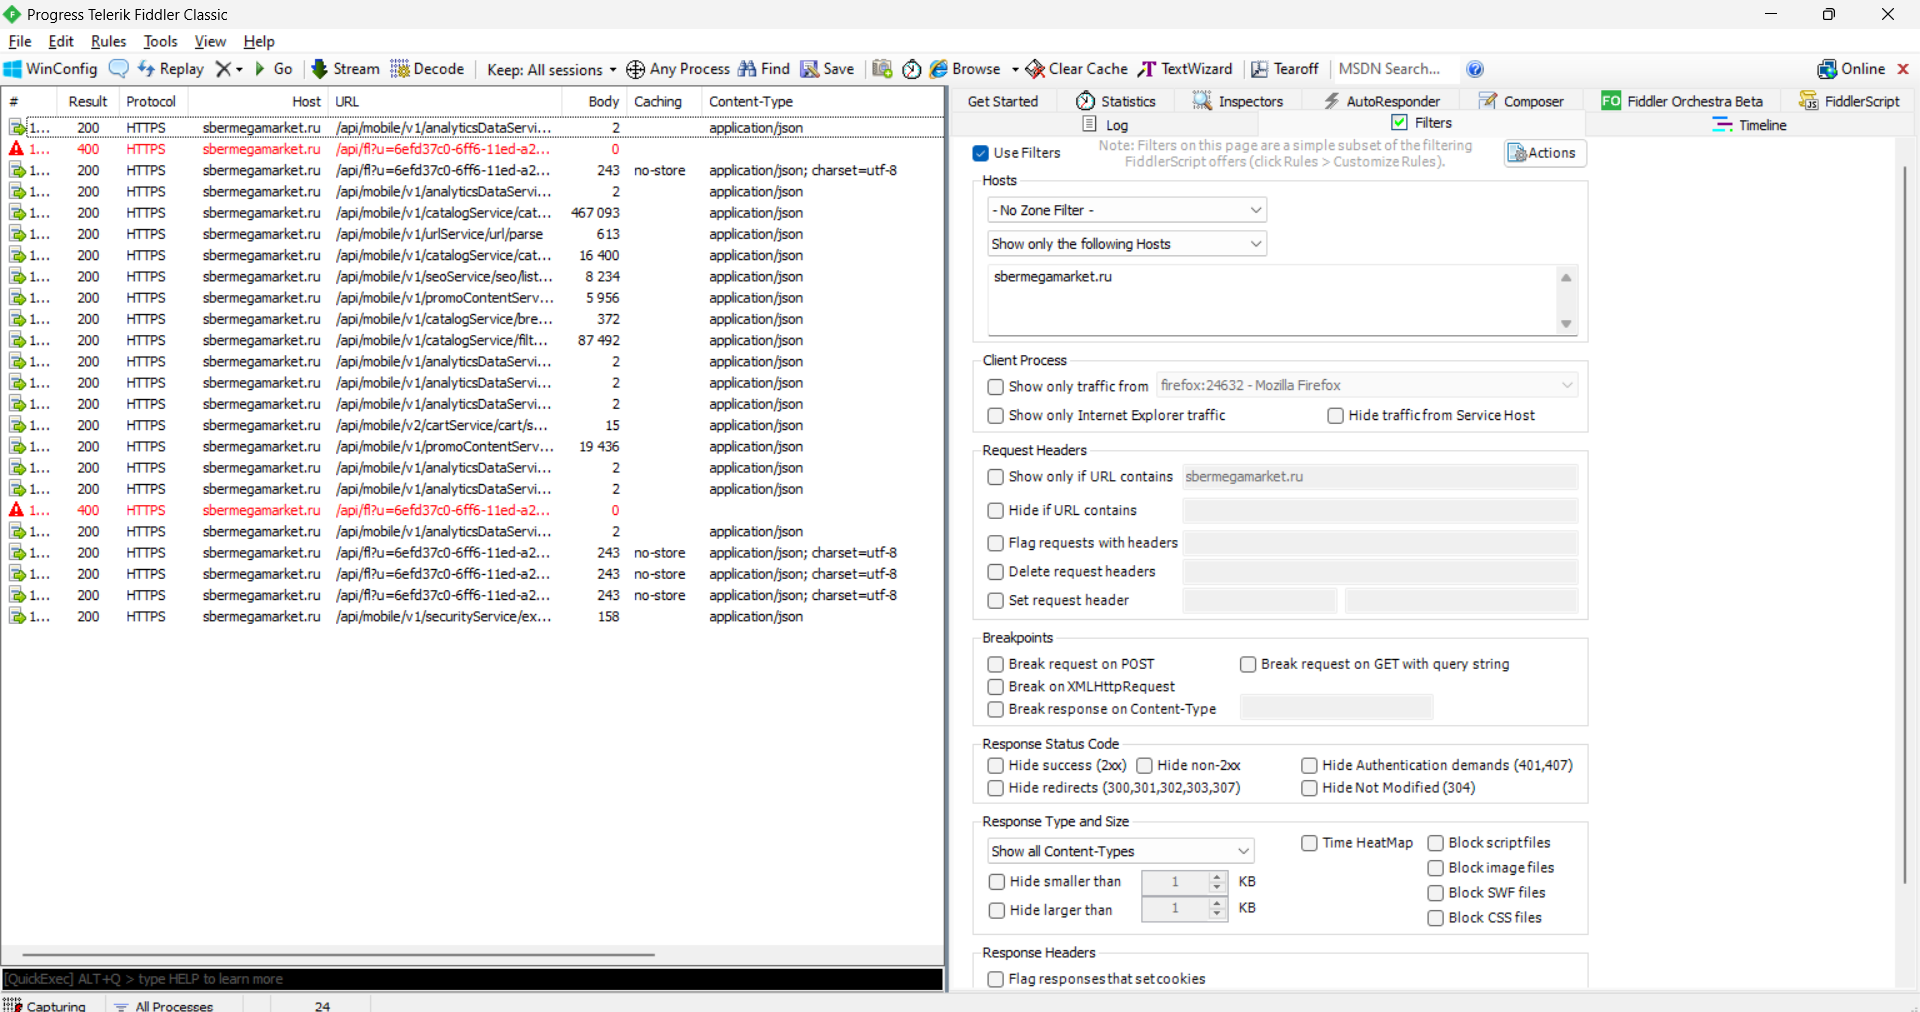 Progress Telerik Fiddler Classic
File Edit Rules Tools View Help
WinConfig Replay Go Stream Decode Keep: All sessions Any Process Find Save Browse Clear Cache TextWizard Tearoff MSDN Search... Online
# Result Protocol Host URL Body Caching Content-Type
1... 200 HTTPS sbermegamarket.ru /api/mobile/v1/analyticsDataServi... 2 application/json
1... 400 HTTPS sbermegamarket.ru /api/fl?u=6efd37c0-6ff6-11ed-a2... 0
1... 200 HTTPS sbermegamarket.ru /api/fl?u=6efd37c0-6ff6-11ed-a2... 243 no-store application/json; charset=utf-8
1... 200 HTTPS sbermegamarket.ru /api/mobile/v1/analyticsDataServi... 2 application/json
1... 200 HTTPS sbermegamarket.ru /api/mobile/v1/catalogService/cat... 467 093 application/json
1... 200 HTTPS sbermegamarket.ru /api/mobile/v1/urlService/url/parse 613 application/json
1... 200 HTTPS sbermegamarket.ru /api/mobile/v1/catalogService/cat... 16 400 application/json
1... 200 HTTPS sbermegamarket.ru /api/mobile/v1/seoService/seo/list... 8 234 application/json
1... 200 HTTPS sbermegamarket.ru /api/mobile/v1/promoContentServ... 5 956 application/json
1... 200 HTTPS sbermegamarket.ru /api/mobile/v1/catalogService/bre... 372 application/json
1... 200 HTTPS sbermegamarket.ru /api/mobile/v1/catalogService/filt... 87 492 application/json
1... 200 HTTPS sbermegamarket.ru /api/mobile/v1/analyticsDataServi... 2 application/json
1... 200 HTTPS sbermegamarket.ru /api/mobile/v1/analyticsDataServi... 2 application/json
1... 200 HTTPS sbermegamarket.ru /api/mobile/v1/analyticsDataServi... 2 application/json
1... 200 HTTPS sbermegamarket.ru /api/mobile/v2/cartService/cart/s... 15 application/json
1... 200 HTTPS sbermegamarket.ru /api/mobile/v1/promoContentServ... 19 436 application/json
1... 200 HTTPS sbermegamarket.ru /api/mobile/v1/analyticsDataServi... 2 application/json
1... 200 HTTPS sbermegamarket.ru /api/mobile/v1/analyticsDataServi... 2 application/json
1... 400 HTTPS sbermegamarket.ru /api/fl?u=6efd37c0-6ff6-11ed-a2... 0
1... 200 HTTPS sbermegamarket.ru /api/mobile/v1/analyticsDataServi... 2 application/json
1... 200 HTTPS sbermegamarket.ru /api/fl?u=6efd37c0-6ff6-11ed-a2... 243 no-store application/json; charset=utf-8
1... 200 HTTPS sbermegamarket.ru /api/fl?u=6efd37c0-6ff6-11ed-a2... 243 no-store application/json; charset=utf-8
1... 200 HTTPS sbermegamarket.ru /api/fl?u=6efd37c0-6ff6-11ed-a2... 243 no-store application/json; charset=utf-8
1... 200 HTTPS sbermegamarket.ru /api/mobile/v1/securityService/ex... 158 application/json
[QuickExec] ALT+Q > type HELP to learn more
Capturing All Processes 24
Get Started Statistics Inspectors AutoResponder Composer FO Fiddler Orchestra Beta FiddlerScript
Log Filters Timeline
Use Filters
Note: Filters on this page are a simple subset of the filtering
FiddlerScript offers (click Rules > Customize Rules).
Actions
Hosts
- No Zone Filter -
Show only the following Hosts
sbermegamarket.ru
Client Process
Show only traffic from firefox:24632 - Mozilla Firefox
Show only Internet Explorer traffic Hide traffic from Service Host
Request Headers
Show only if URL contains sbermegamarket.ru
Hide if URL contains
Flag requests with headers
Delete request headers
Set request header
Breakpoints
Break request on POST Break request on GET with query string
Break on XMLHttpRequest
Break response on Content-Type
Response Status Code
Hide success (2xx) Hide non-2xx Hide Authentication demands (401,407)
Hide redirects (300,301,302,303,307) Hide Not Modified (304)
Response Type and Size
Show all Content-Types Time HeatMap Block script files
Block image files
Hide smaller than 1 KB Block SWF files
Hide larger than 1 KB Block CSS files
Response Headers
Flag responses that set cookies